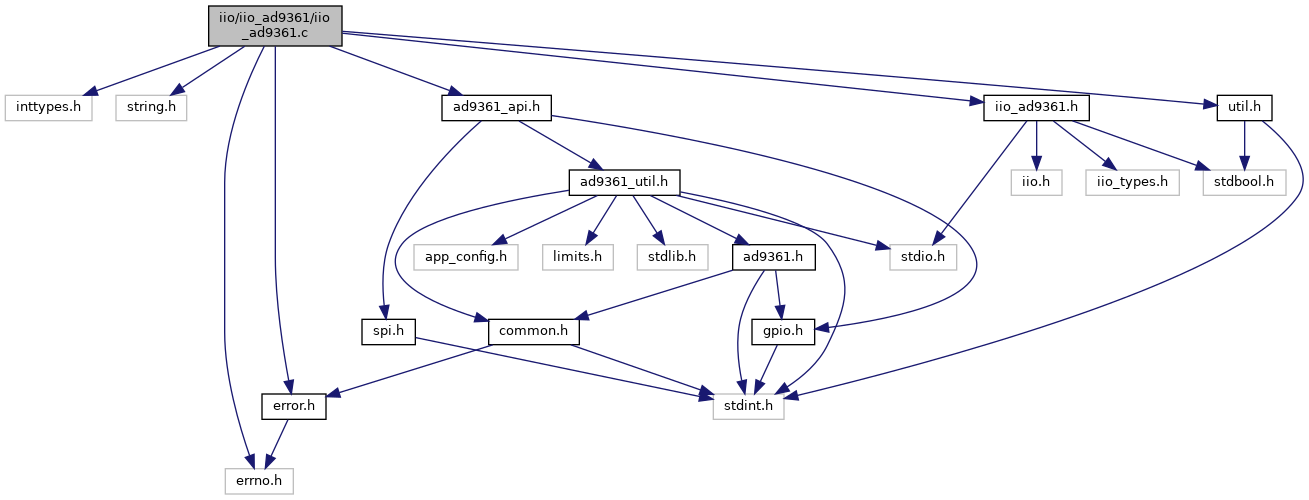 iio/iio_ad9361/iio
_ad9361.c
inttypes.h
string.h
ad9361_api.h
iio_ad9361.h
util.h
ad9361_util.h
iio.h
iio_types.h
stdbool.h
app_config.h
limits.h
stdlib.h
ad9361.h
stdio.h
spi.h
common.h
gpio.h
error.h
stdint.h
errno.h